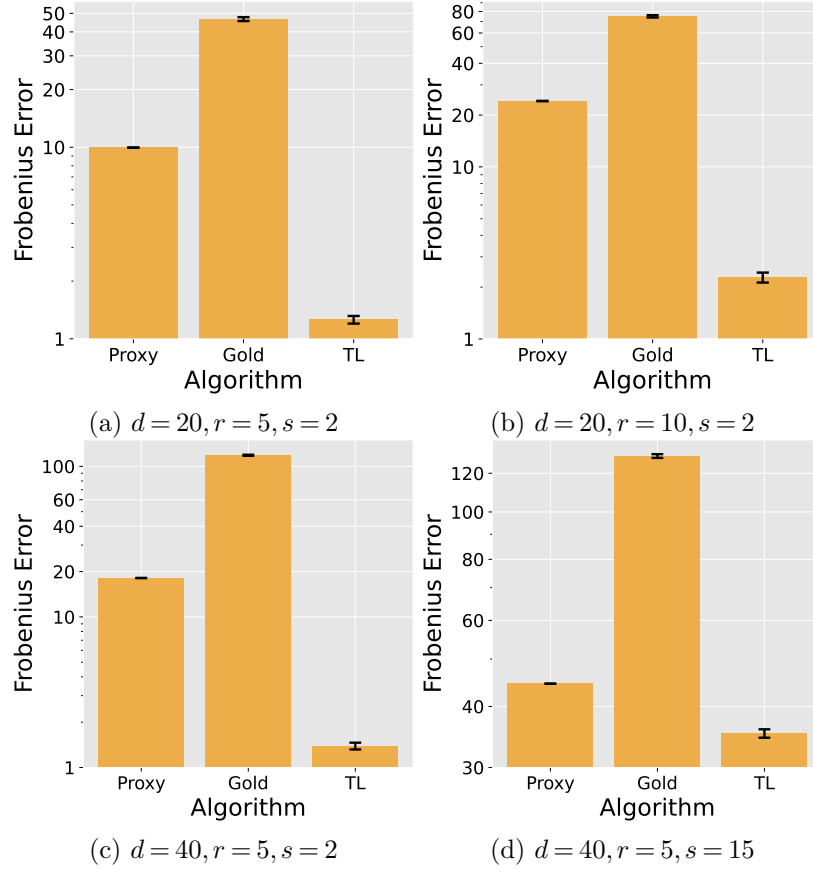 50
40
30
20
10
1
Frobenius Error
Proxy Gold TL
Algorithm
(a) d = 20, r = 5, s = 2
80
60
40
20
10
1
Frobenius Error
Proxy Gold TL
Algorithm
(b) d = 20, r = 10, s = 2
100
60
40
20
10
1
Frobenius Error
Proxy Gold TL
Algorithm
(c) d = 40, r = 5, s = 2
120
100
80
60
40
30
Frobenius Error
Proxy Gold TL
Algorithm
(d) d = 40, r = 5, s = 15